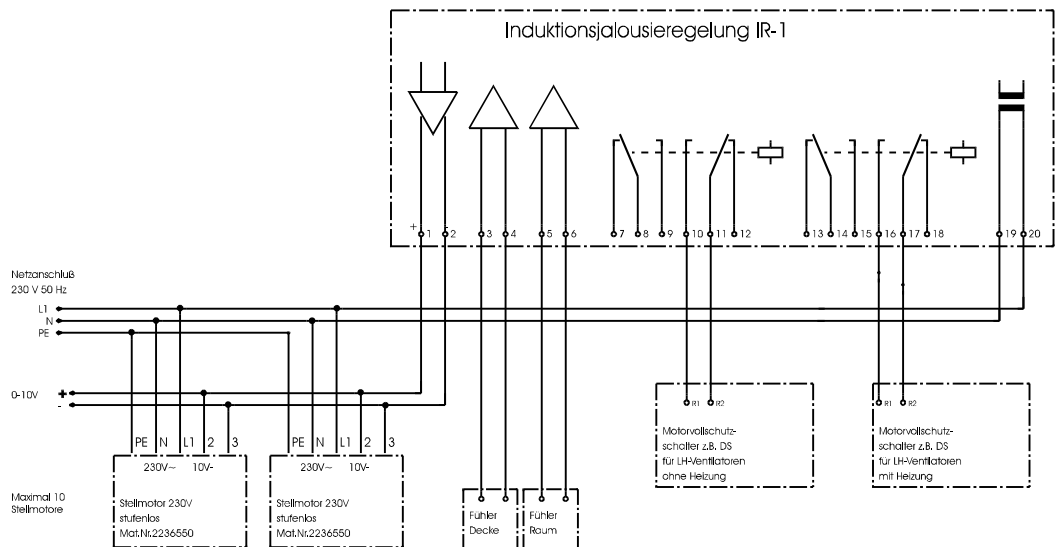 Induktionsjalousieregelung IR-1
+ 1 - 2 3 4 5 6 7 8 9 10 11 12 13 14 15 16 17 18 19 20
Netzanschluß
230 V 50 Hz
L1
N
PE
0-10V +
-
R1 R2
R1 R2
PE N L1 2 3
PE N L1 2 3
230V~ 10V-
230V~ 10V-
Motorvollschutz-
schalter z.B. DS
für LH-Ventilatoren
ohne Heizung
Motorvollschutz-
schalter z.B. DS
für LH-Ventilatoren
mit Heizung
Maximal 10
Stellmotore
Stellmotor 230V
stufenlos
Mat.Nr.2236550
Stellmotor 230V
stufenlos
Mat.Nr.2236550
Fühler
Decke
Fühler
Raum